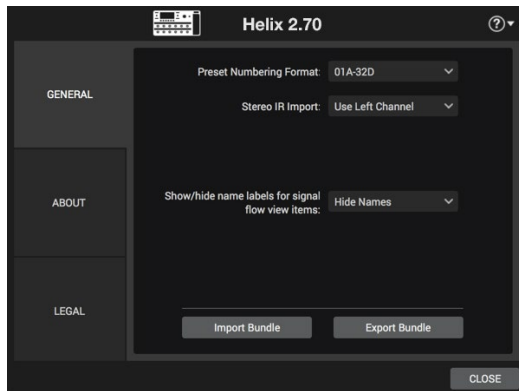 Helix 2.70
?
GENERAL
Preset Numbering Format: 01A-32D
Stereo IR Import: Use Left Channel
ABOUT
Show/hide name labels for signal
flow view items: Hide Names
LEGAL
Import Bundle Export Bundle
CLOSE